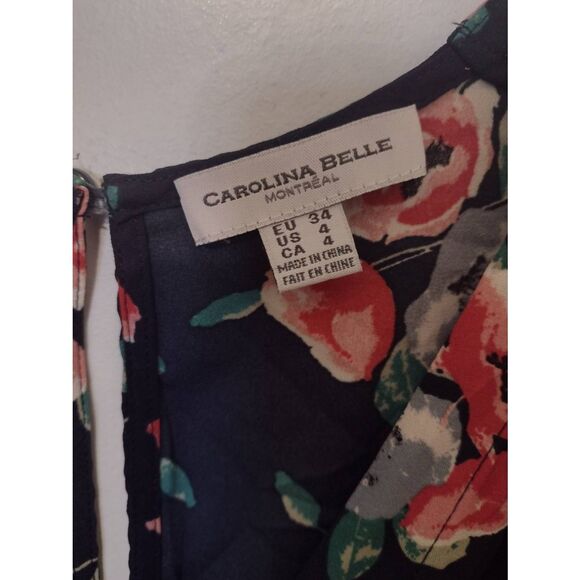 CAROLINA BELLE
MONTRÉAL
EU 34
US 4
CA 4
MADE IN CHINA
FAIT EN CHINE